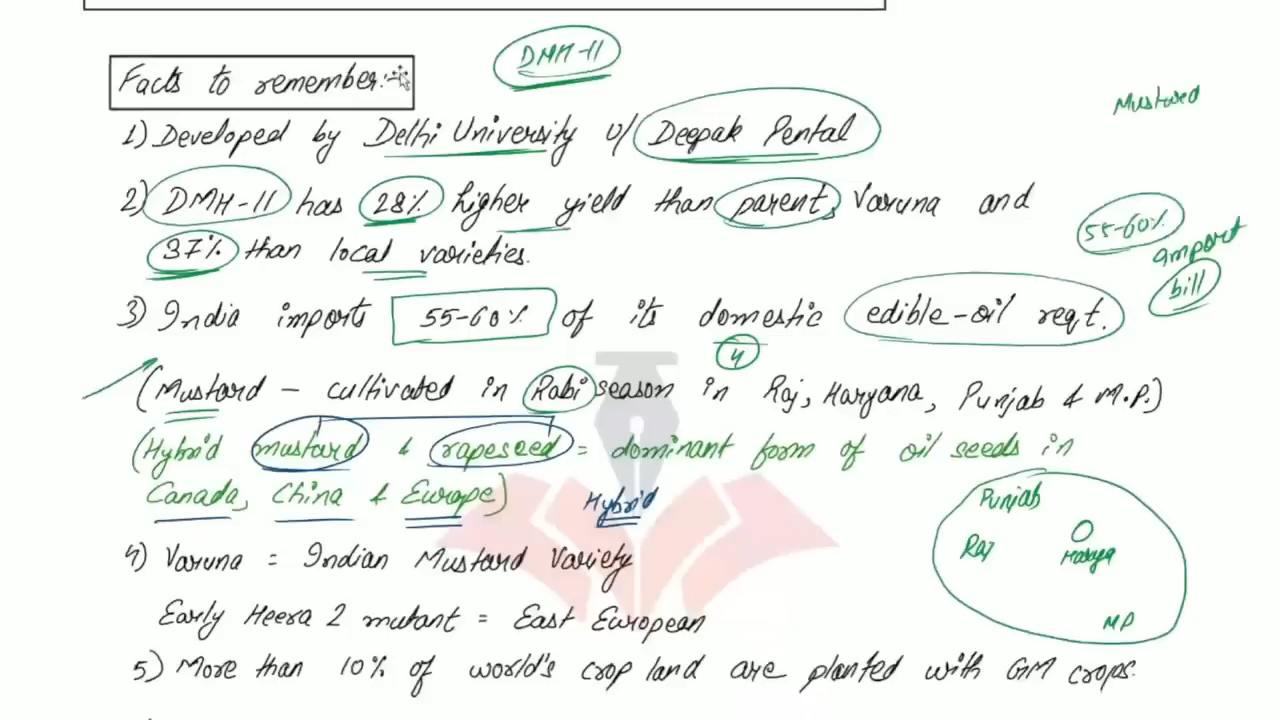 DMH-11
Facts to remember:-
Mustared
1) Developed by Delhi University u/ Deepak Pental
2) DMH-11 has 28% higher yield than parent, Varuna and
37% than local varieties.
55-60%
import
bill
3) India imports 55-60% of its domestic edible-oil reqt.
4
(Mustard – cultivated in Rabi season in Raj, Haryana, Punjab & M.P.)
(Hybrid mustard & rapeseed = dominant form of oil seeds in
Canada, China & Europe)
Hybrid
Punjab
Raj
Harya
MP
4) Varuna = Indian Mustard Variety
Early Heera 2 mutant = East European
5) More than 10% of world's crop land are planted with GM crops.